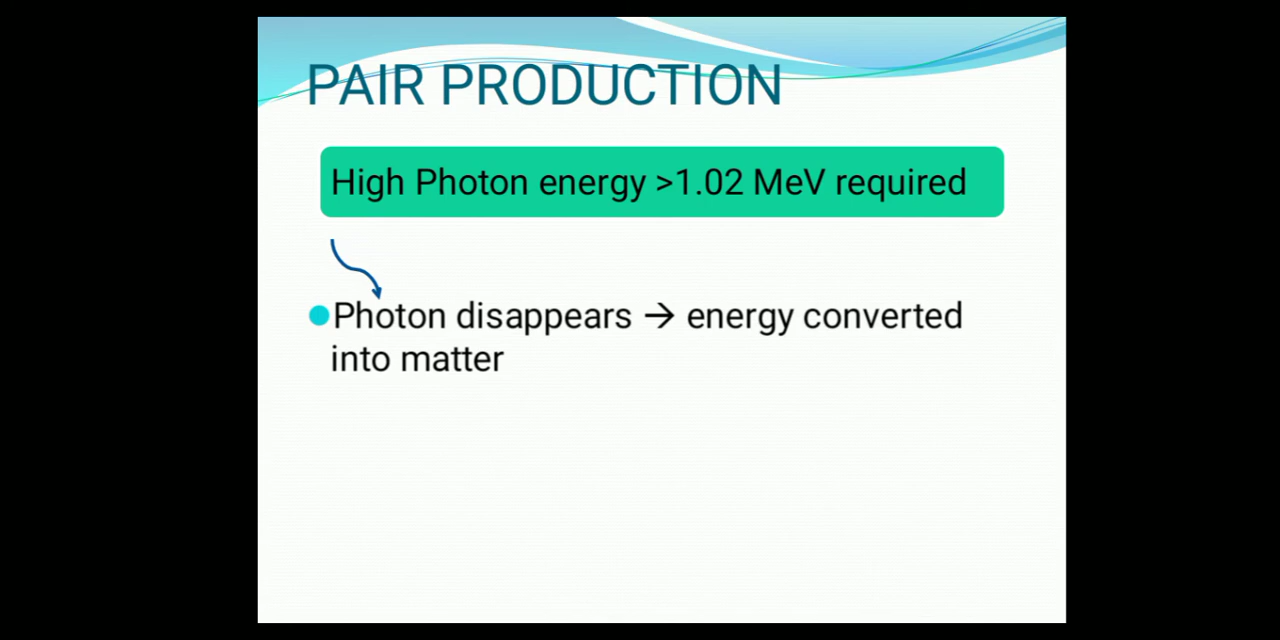 PAIR PRODUCTION
High Photon energy >1.02 MeV required
Photon disappears → energy converted
into matter